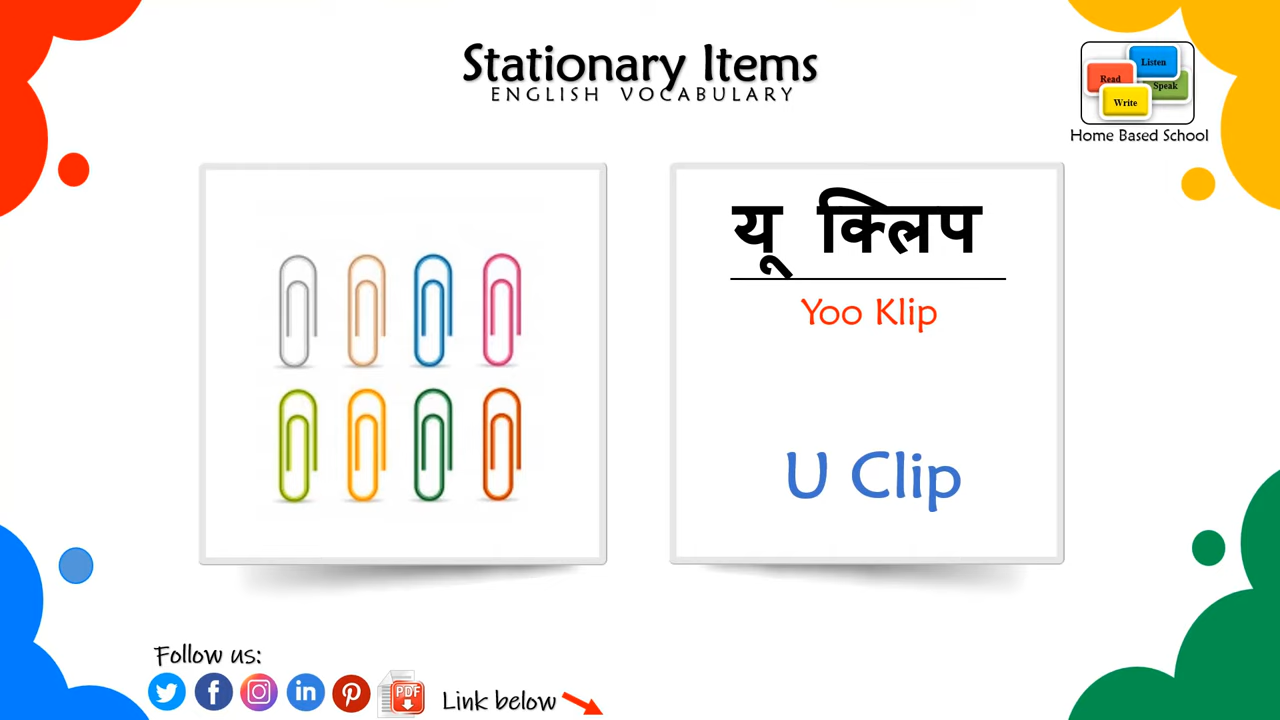 Stationary Items
ENGLISH VOCABULARY
Listen
Read
Speak
Write
Home Based School
यू क्लिप
Yoo Klip
U Clip
Follow us:
PDF
Link below